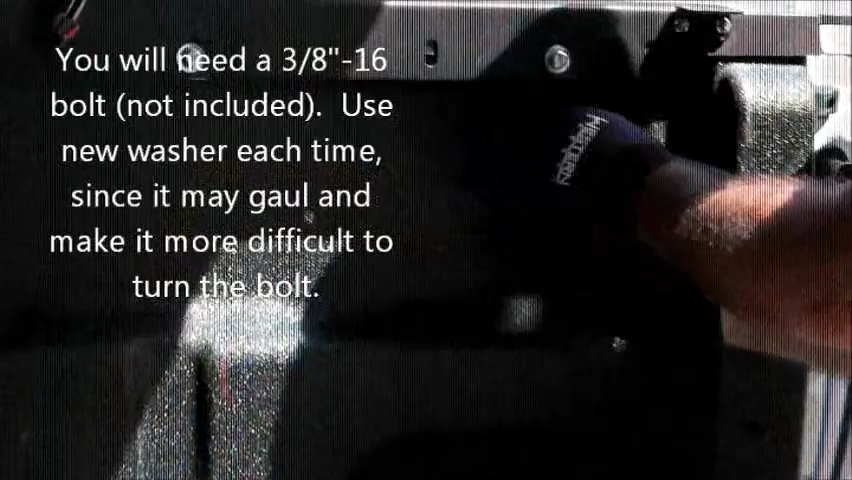 You will need a 3/8"-16
bolt (not included).  Use
new washer each time,
since it may gaul and
make it more difficult to
turn the bolt.